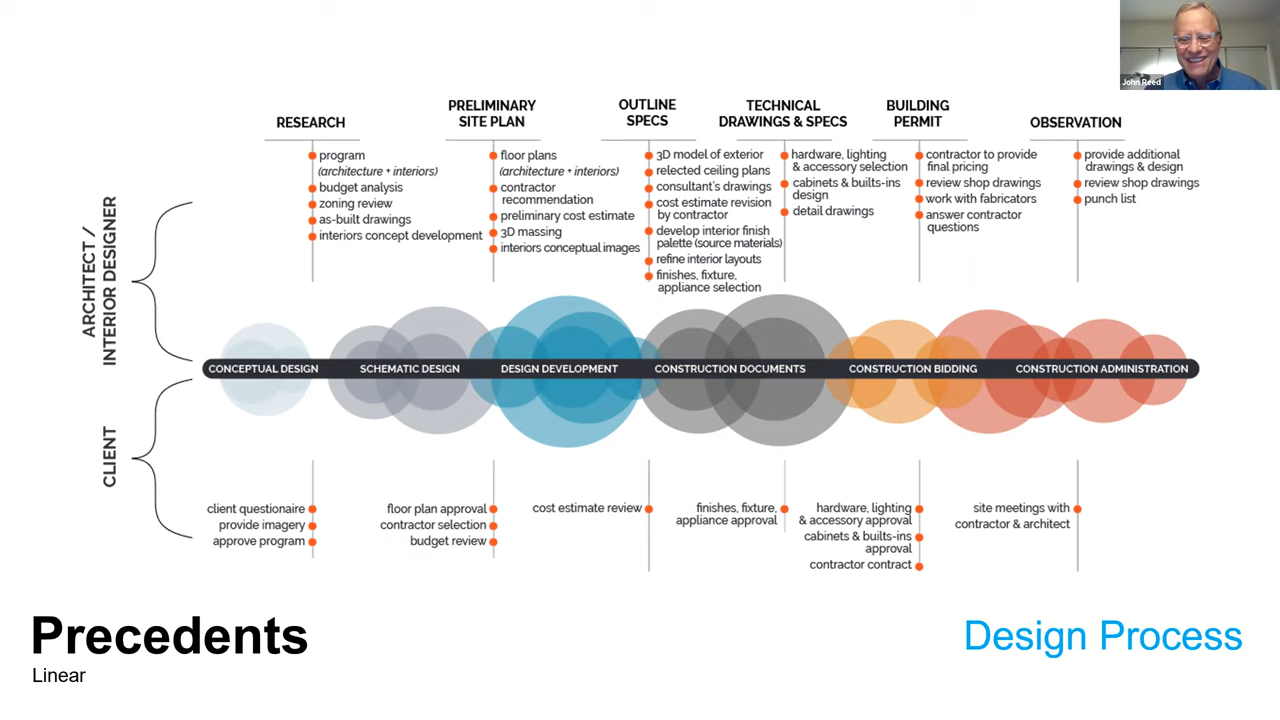 John Reed
RESEARCH
program
(architecture + interiors)
budget analysis
zoning review
as-built drawings
interiors concept development
PRELIMINARY
SITE PLAN
floor plans
(architecture + interiors)
contractor
recommendation
preliminary cost estimate
3D massing
interiors conceptual images
OUTLINE
SPECS
3D model of exterior
relected ceiling plans
consultant's drawings
cost estimate revision
by contractor
develop interior finish
palette (source materials)
refine interior layouts
finishes, fixture,
appliance selection
TECHNICAL
DRAWINGS & SPECS
hardware, lighting
& accessory selection
cabinets & builts-ins
design
detail drawings
BUILDING
PERMIT
contractor to provide
final pricing
review shop drawings
work with fabricators
answer contractor
questions
OBSERVATION
provide additional
drawings & design
review shop drawings
punch list
ARCHITECT /
INTERIOR DESIGNER
CONCEPTUAL DESIGN
SCHEMATIC DESIGN
DESIGN DEVELOPMENT
CONSTRUCTION DOCUMENTS
CONSTRUCTION BIDDING
CONSTRUCTION ADMINISTRATION
CLIENT
client questionaire
provide imagery
approve program
floor plan approval
contractor selection
budget review
cost estimate review
finishes, fixture,
appliance approval
hardware, lighting
& accessory approval
cabinets & builts-ins
approval
contractor contract
site meetings with
contractor & architect
Precedents
Linear
Design Process